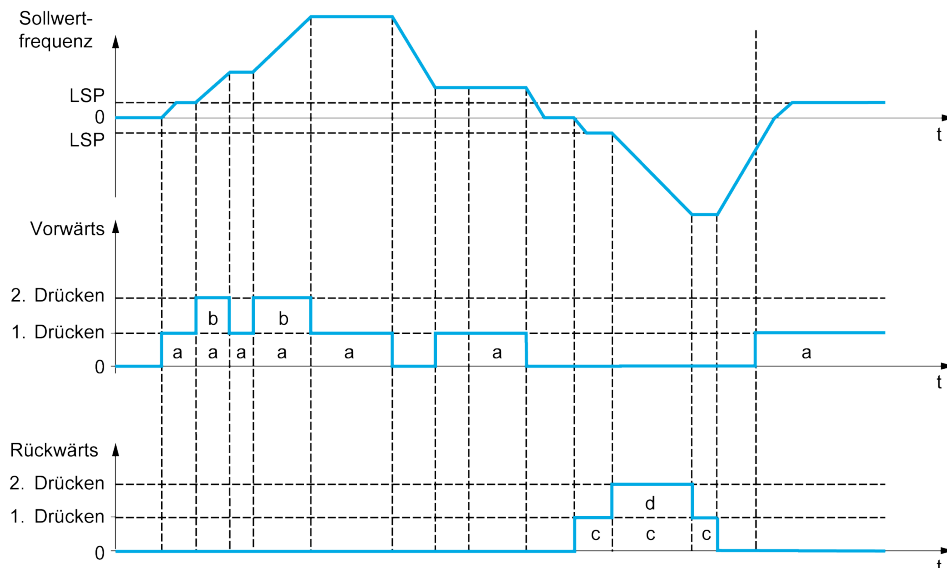 Sollwert-
frequenz
LSP
0
LSP
t
Vorwärts
2. Drücken
b b
1. Drücken
a a a a a a a
0
t
Rückwärts
2. Drücken
d
1. Drücken
c c c
0
t